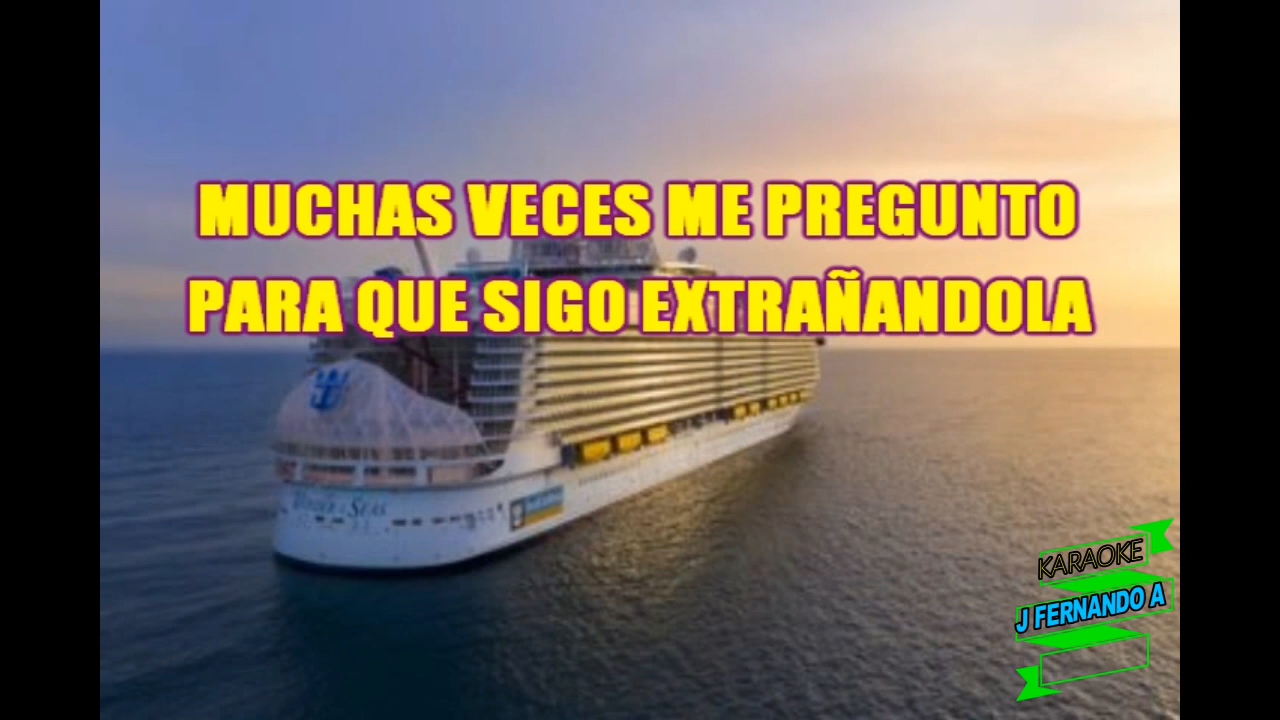 MUCHAS VECES ME PREGUNTO
PARA QUE SIGO EXTRAÑANDOLA
KARAOKE
J FERNANDO A